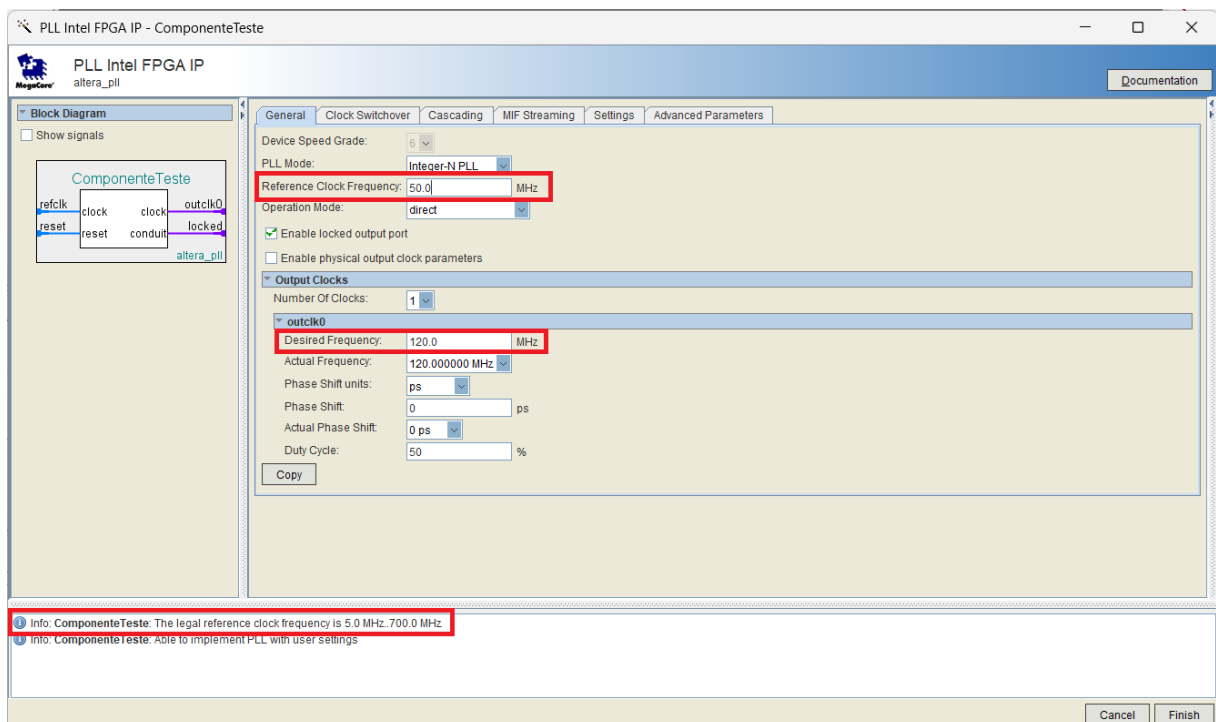 PLL Intel FPGA IP - ComponenteTeste
MegaCore'
PLL Intel FPGA IP
altera_pll
Documentation
Block Diagram
Show signals
ComponenteTeste
refclk
clock
clock
outclk0
reset
reset
conduit
locked
altera_pll
General
Clock Switchover
Cascading
MIF Streaming
Settings
Advanced Parameters
Device Speed Grade: 6
PLL Mode: Integer-N PLL
Reference Clock Frequency: 50.0 MHz
Operation Mode: direct
Enable locked output port
Enable physical output clock parameters
Output Clocks
Number Of Clocks: 1
outclk0
Desired Frequency: 120.0 MHz
Actual Frequency: 120.000000 MHz
Phase Shift units: ps
Phase Shift: 0 ps
Actual Phase Shift: 0 ps
Duty Cycle: 50 %
Copy
Info: ComponenteTeste: The legal reference clock frequency is 5.0 MHz..700.0 MHz
Info: ComponenteTeste: Able to implement PLL with user settings
Cancel
Finish